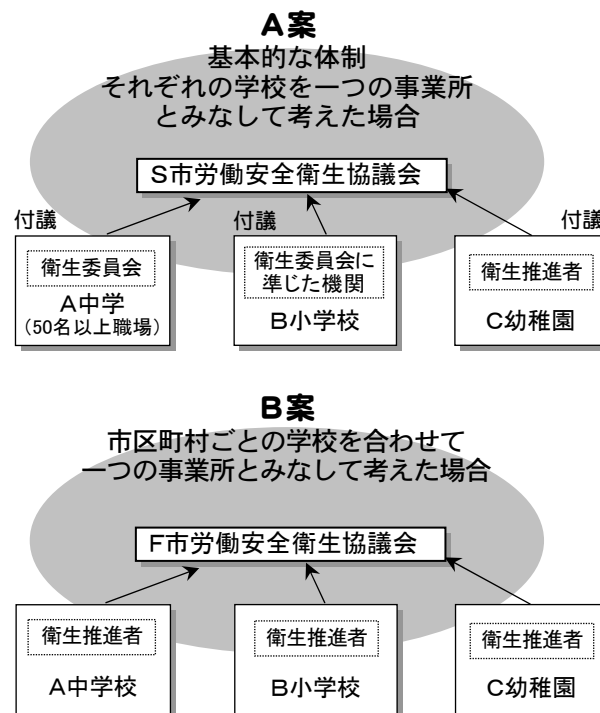 A案
基本的な体制
それぞれの学校を一つの事業所
とみなして考えた場合
S市労働安全衛生協議会
付議
付議
付議
衛生委員会
A中学
(50名以上職場)
衛生委員会に
準じた機関
B小学校
衛生推進者
C幼稚園
B案
市区町村ごとの学校を合わせて
一つの事業所とみなして考えた場合
F市労働安全衛生協議会
衛生推進者
A中学校
衛生推進者
B小学校
衛生推進者
C幼稚園